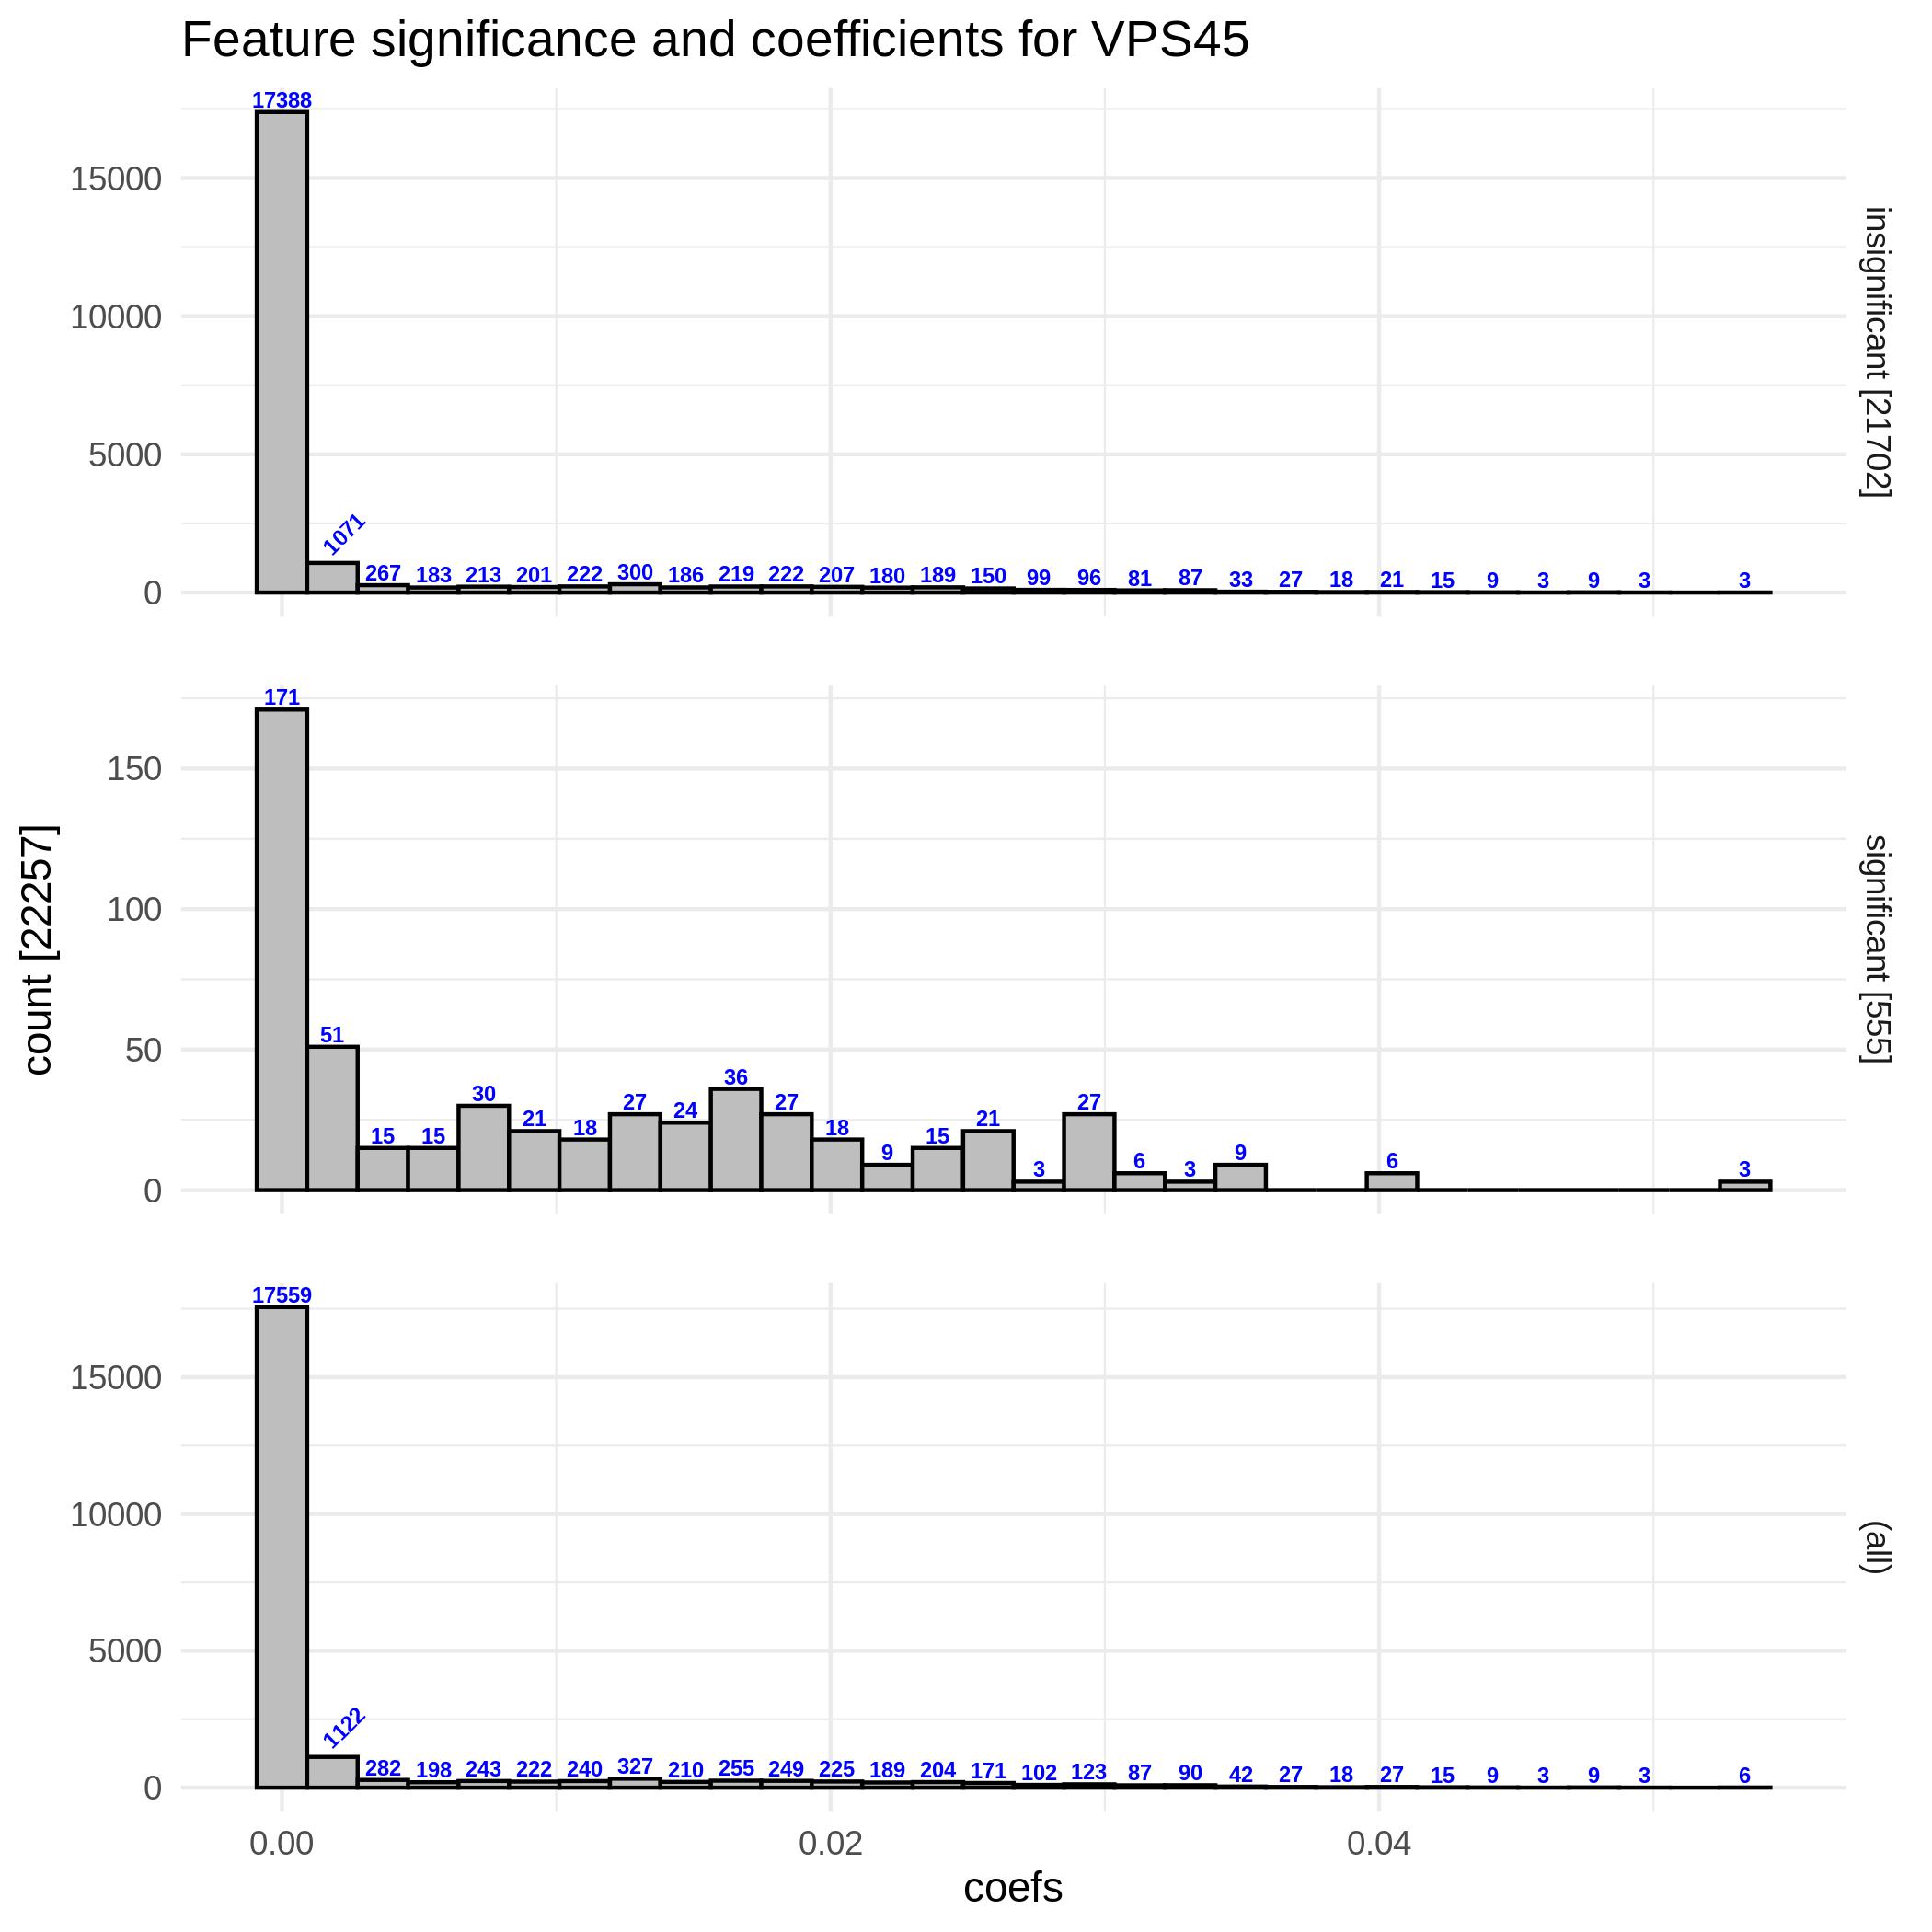 Feature significance and coefficients for VPS45
17388
15000
10000
5000
0
1071
267 183 213 201 222 300 186 219 222 207 180 189 150 99 96 81 87 33 27 18 21 15 9 3 9 3 3
insignificant [21702]
count [22257]
171
150
100
50
0
51
15 15 30 21 18 27 24 36 27 18 9 15 21 3 27 6 3 9 6 3
significant [555]
17559
15000
10000
5000
0
1122
282 198 243 222 240 327 210 255 249 225 189 204 171 102 123 87 90 42 27 18 27 15 9 3 9 3 6
(all)
0.00 0.02 0.04
coefs